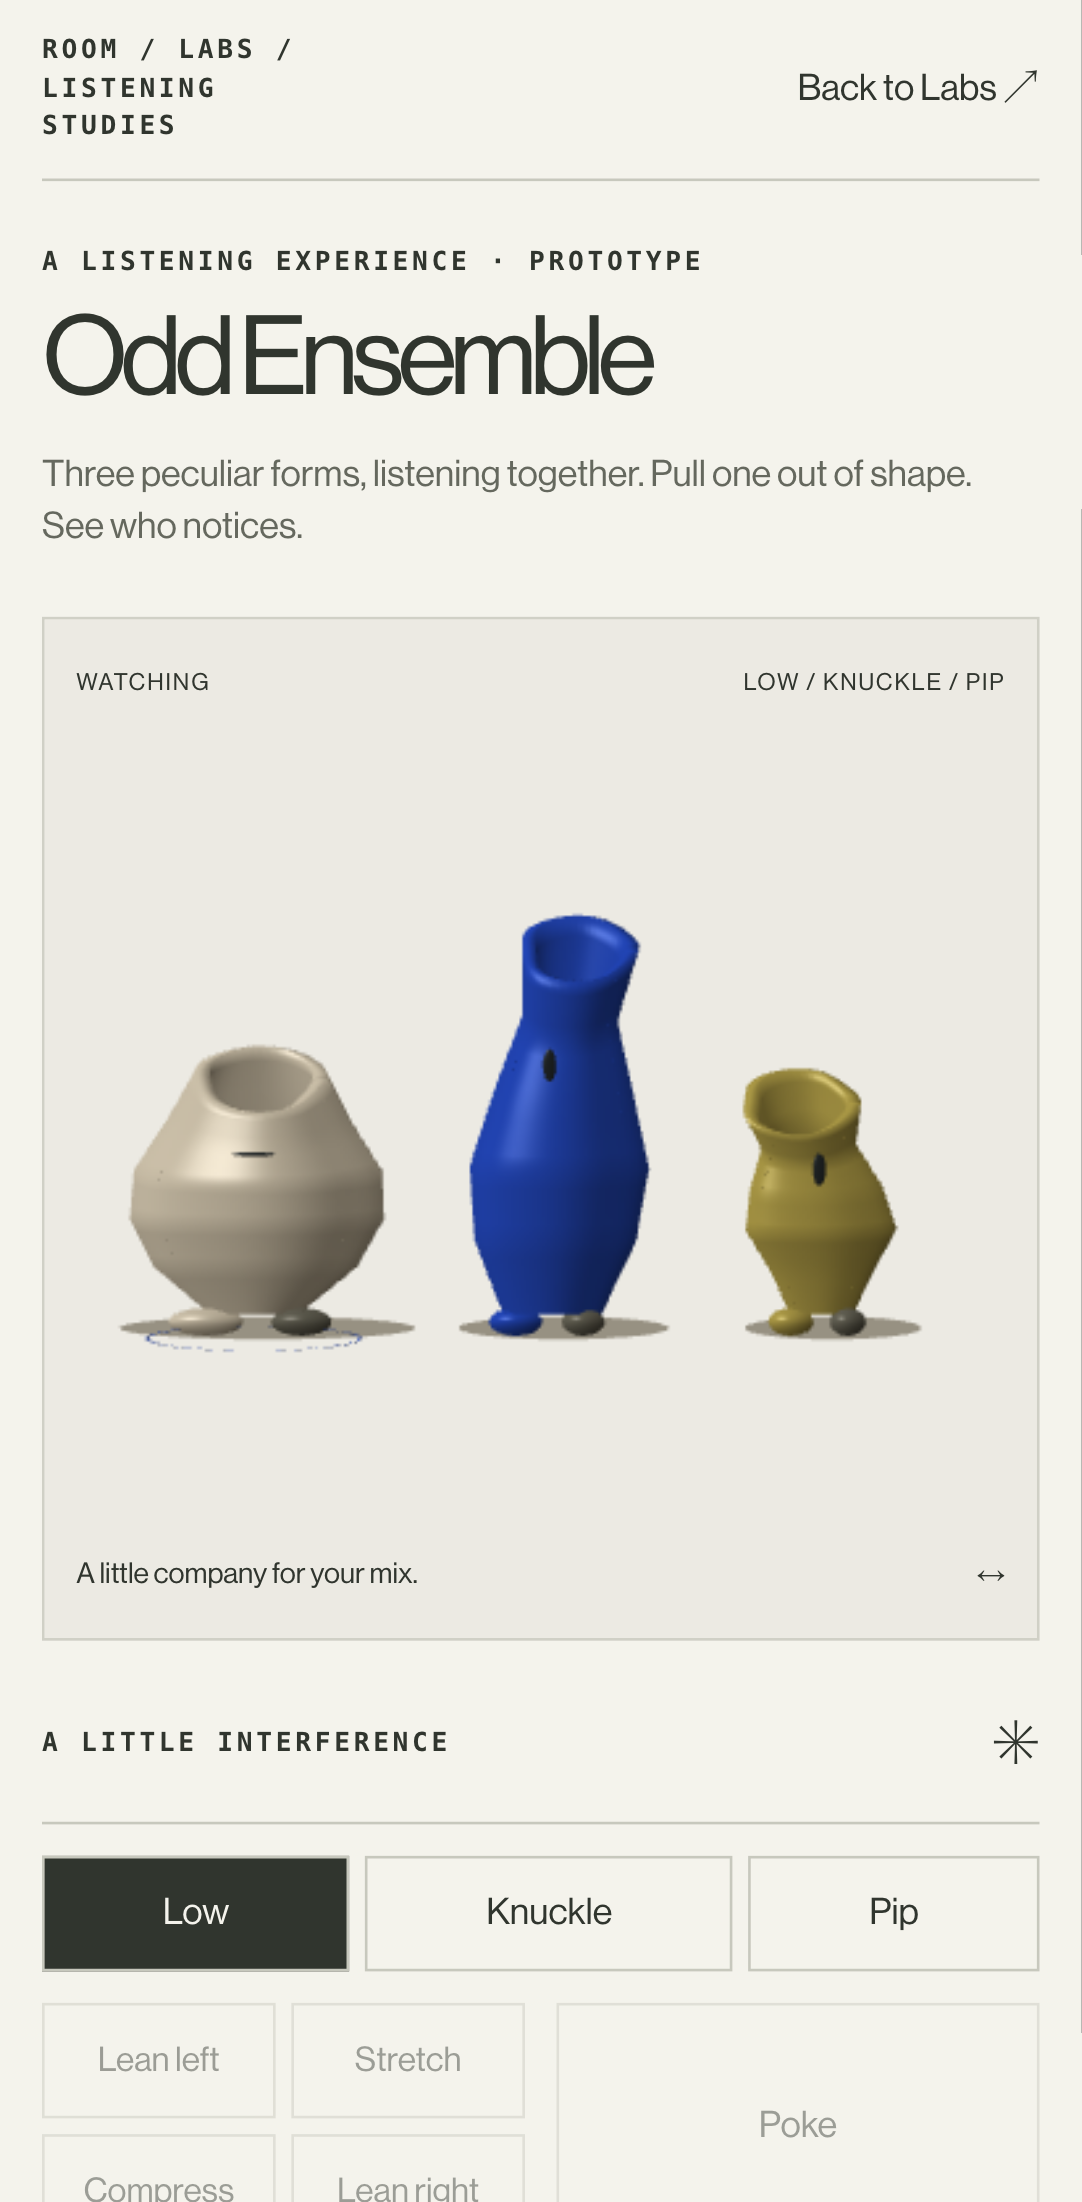 ROOM / LABS /
LISTENING
STUDIES
Back to Labs ↗
A LISTENING EXPERIENCE · PROTOTYPE
Odd Ensemble
Three peculiar forms, listening together. Pull one out of shape.
See who notices.
WATCHING
LOW / KNUCKLE / PIP
A little company for your mix.
↔
A LITTLE INTERFERENCE
Low
Knuckle
Pip
Lean left
Stretch
Poke
Compress
Lean right